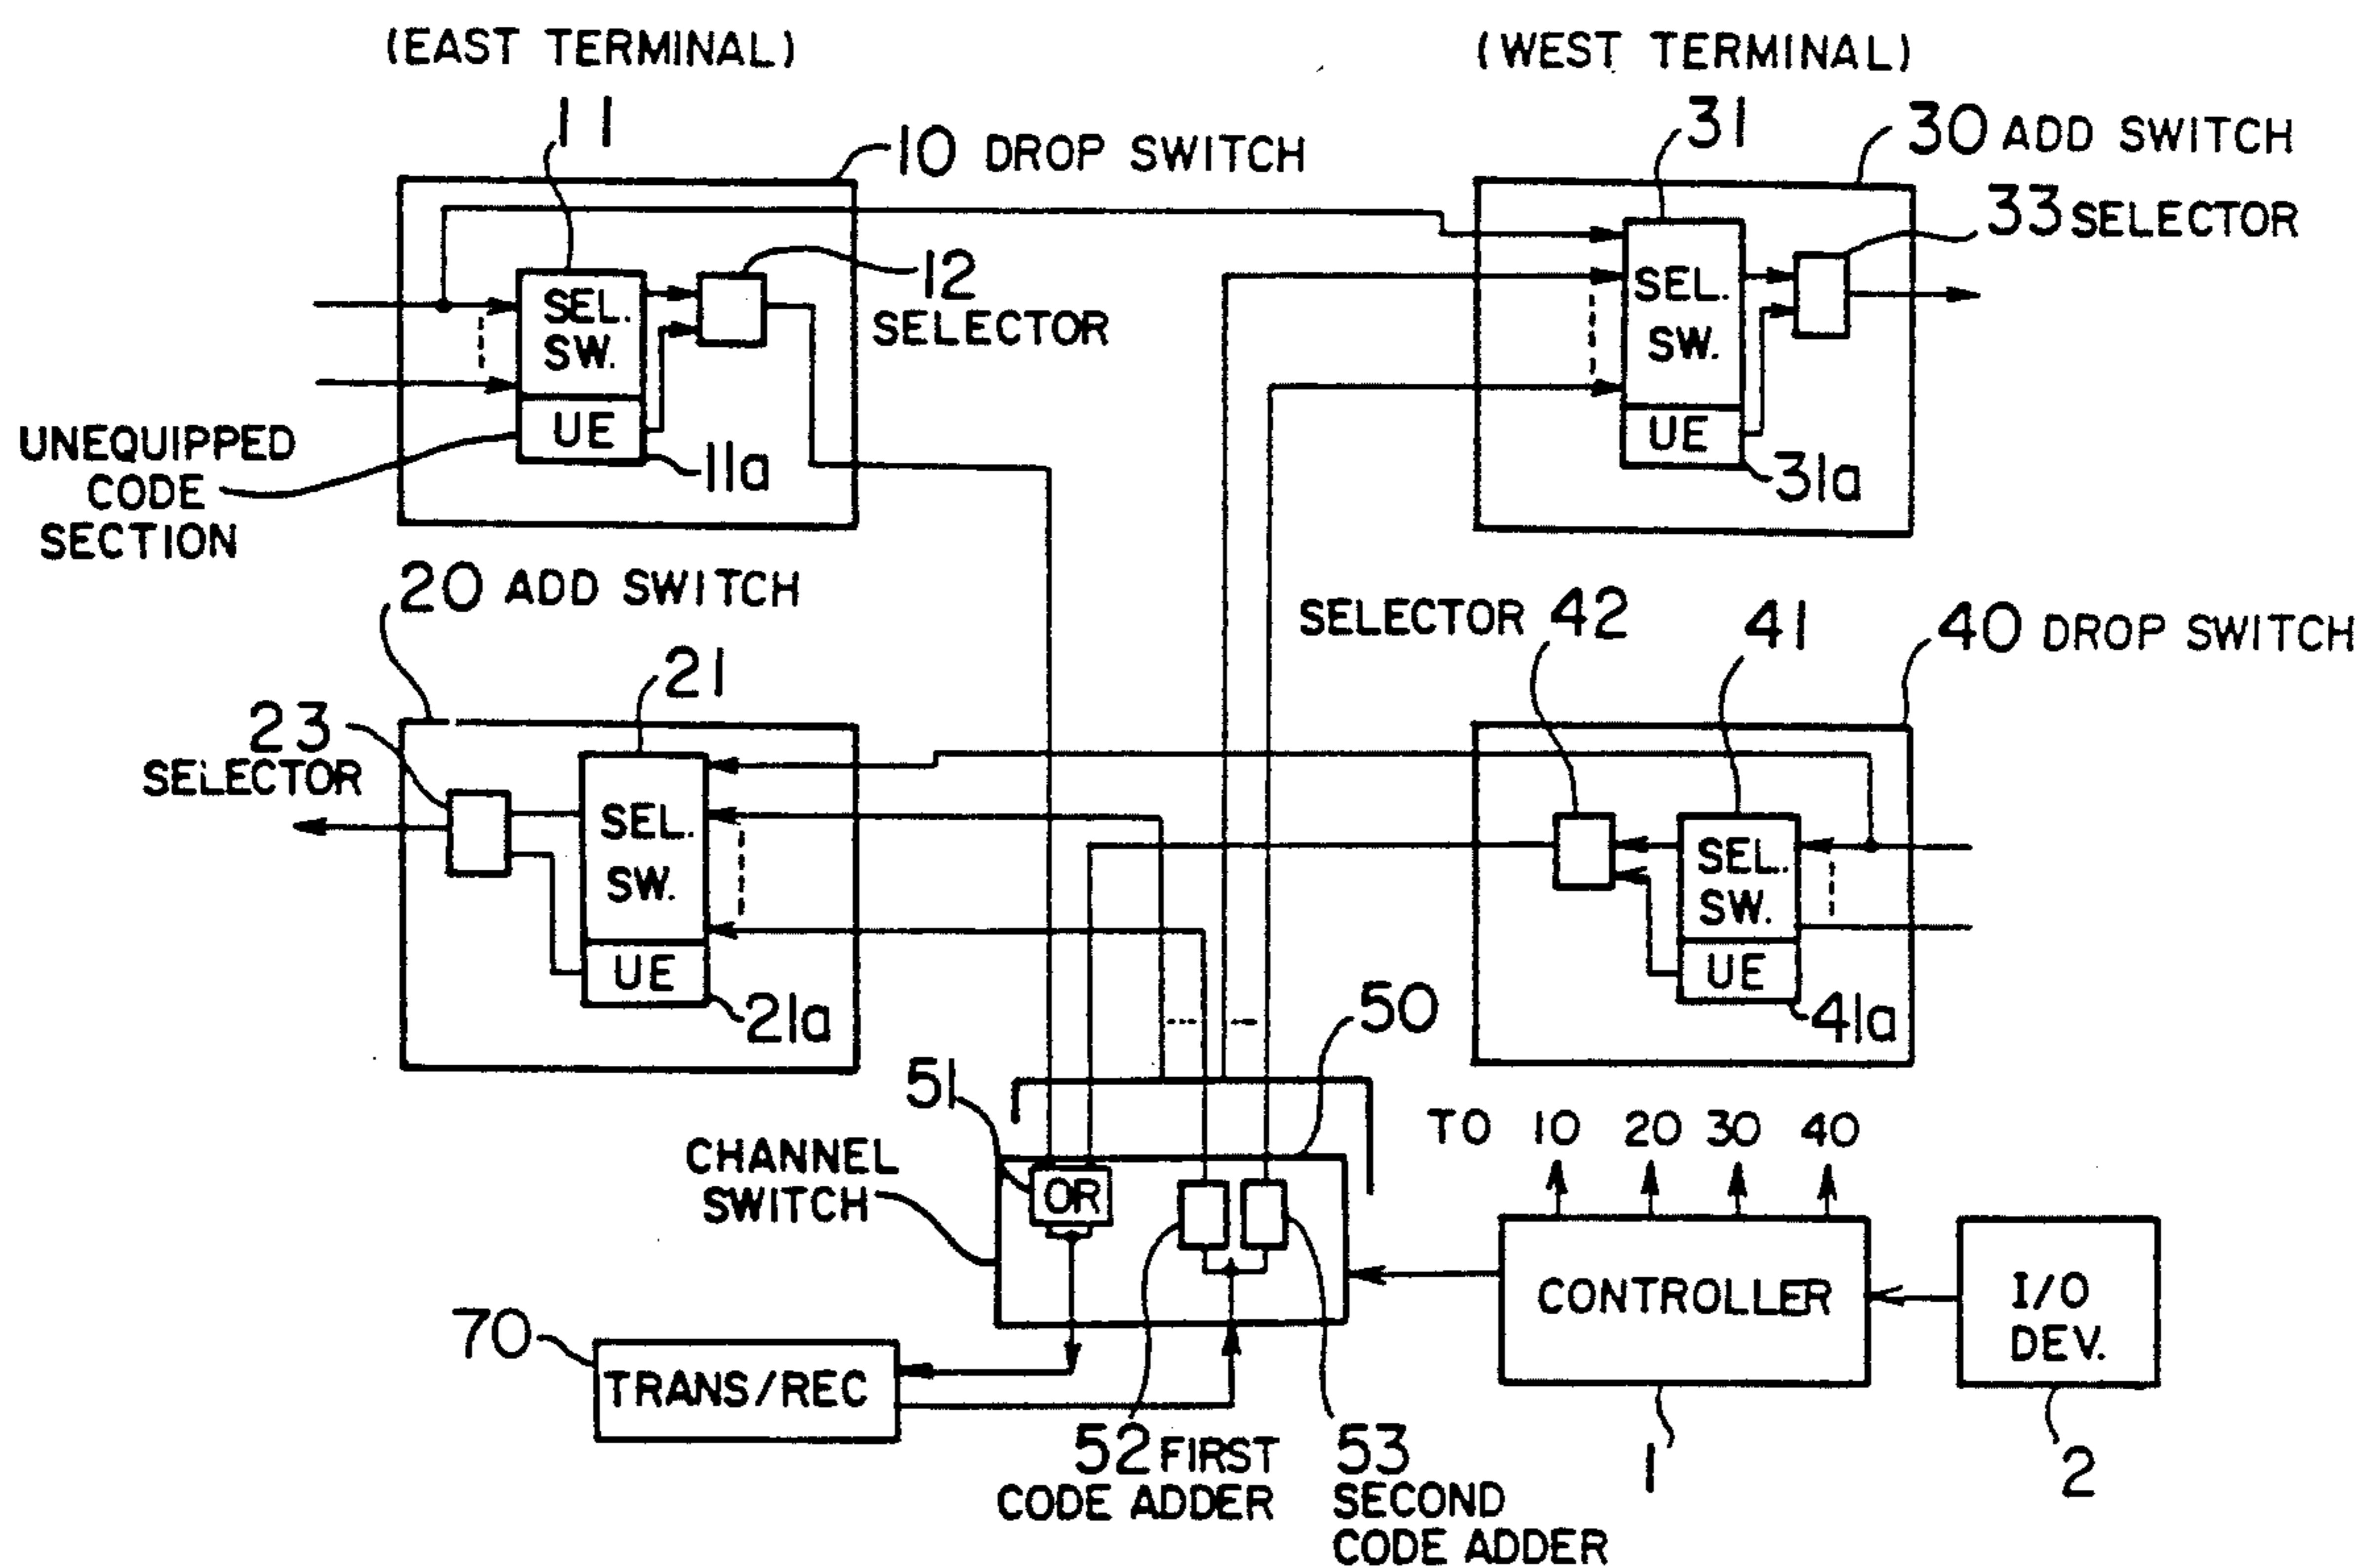 (EAST TERMINAL)
(WEST TERMINAL)
11
10 DROP SWITCH
31
30 ADD SWITCH
33 SELECTOR
12
SELECTOR
SEL.
SW.
UE
11a
SEL.
SW.
UE
31a
UNEQUIPPED
CODE
SECTION
20 ADD SWITCH
21
23
SELECTOR
SEL.
SW.
UE
21a
SELECTOR 42
41
40 DROP SWITCH
SEL.
SW.
UE
41a
50
51
CHANNEL
SWITCH
OR
TO 10 20 30 40
CONTROLLER
I/O
DEV.
70
TRANS/REC
52 FIRST
CODE ADDER
53
SECOND
CODE ADDER
1
2